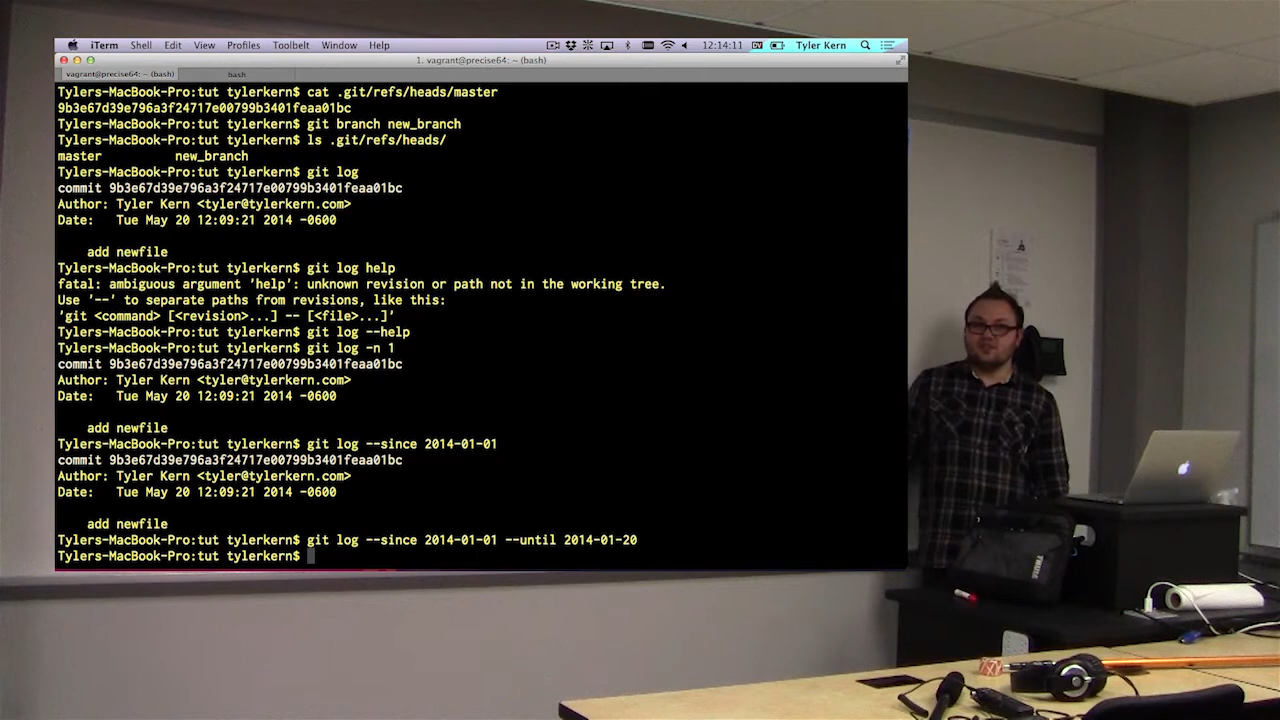 iTerm Shell Edit View Profiles Toolbelt Window Help 12:14:11 Tyler Kern
1. vagrant@precise64: ~ (bash)
vagrant@precise64: ~ (bash) bash
Tylers-MacBook-Pro:tut tylerkern$ cat .git/refs/heads/master
9b3e67d39e796a3f24717e00799b3401feaa01bc
Tylers-MacBook-Pro:tut tylerkern$ git branch new_branch
Tylers-MacBook-Pro:tut tylerkern$ ls .git/refs/heads/
master new_branch
Tylers-MacBook-Pro:tut tylerkern$ git log
commit 9b3e67d39e796a3f24717e00799b3401feaa01bc
Author: Tyler Kern <tyler@tylerkern.com>
Date: Tue May 20 12:09:21 2014 -0600
add newfile
Tylers-MacBook-Pro:tut tylerkern$ git log help
fatal: ambiguous argument 'help': unknown revision or path not in the working tree.
Use '--' to separate paths from revisions, like this:
'git <command> [<revision>...] -- [<file>...]'
Tylers-MacBook-Pro:tut tylerkern$ git log --help
Tylers-MacBook-Pro:tut tylerkern$ git log -n 1
commit 9b3e67d39e796a3f24717e00799b3401feaa01bc
Author: Tyler Kern <tyler@tylerkern.com>
Date: Tue May 20 12:09:21 2014 -0600
add newfile
Tylers-MacBook-Pro:tut tylerkern$ git log --since 2014-01-01
commit 9b3e67d39e796a3f24717e00799b3401feaa01bc
Author: Tyler Kern <tyler@tylerkern.com>
Date: Tue May 20 12:09:21 2014 -0600
add newfile
Tylers-MacBook-Pro:tut tylerkern$ git log --since 2014-01-01 --until 2014-01-20
Tylers-MacBook-Pro:tut tylerkern$
THULE